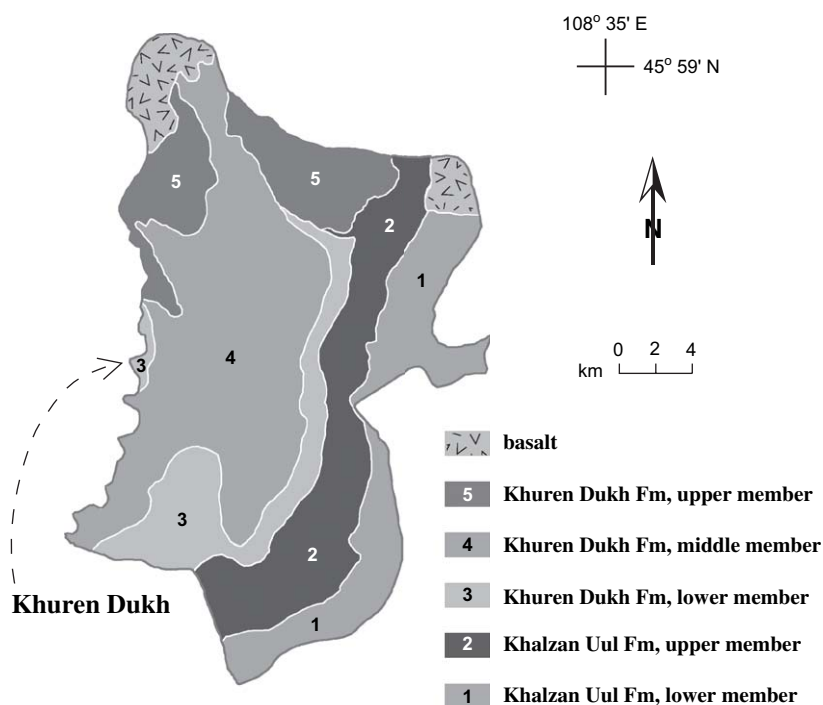 108° 35' E
45° 59' N
5
5
2
N
1
4
3
0 2 4
km
3
2
1
Khuren Dukh
basalt
5 Khuren Dukh Fm, upper member
4 Khuren Dukh Fm, middle member
3 Khuren Dukh Fm, lower member
2 Khalzan Uul Fm, upper member
1 Khalzan Uul Fm, lower member